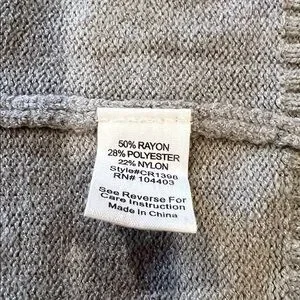 50% RAYON
28% POLYESTER
22% NYLON
Style#CR1396
RN# 104403
See Reverse For
Care Instruction
Made In China